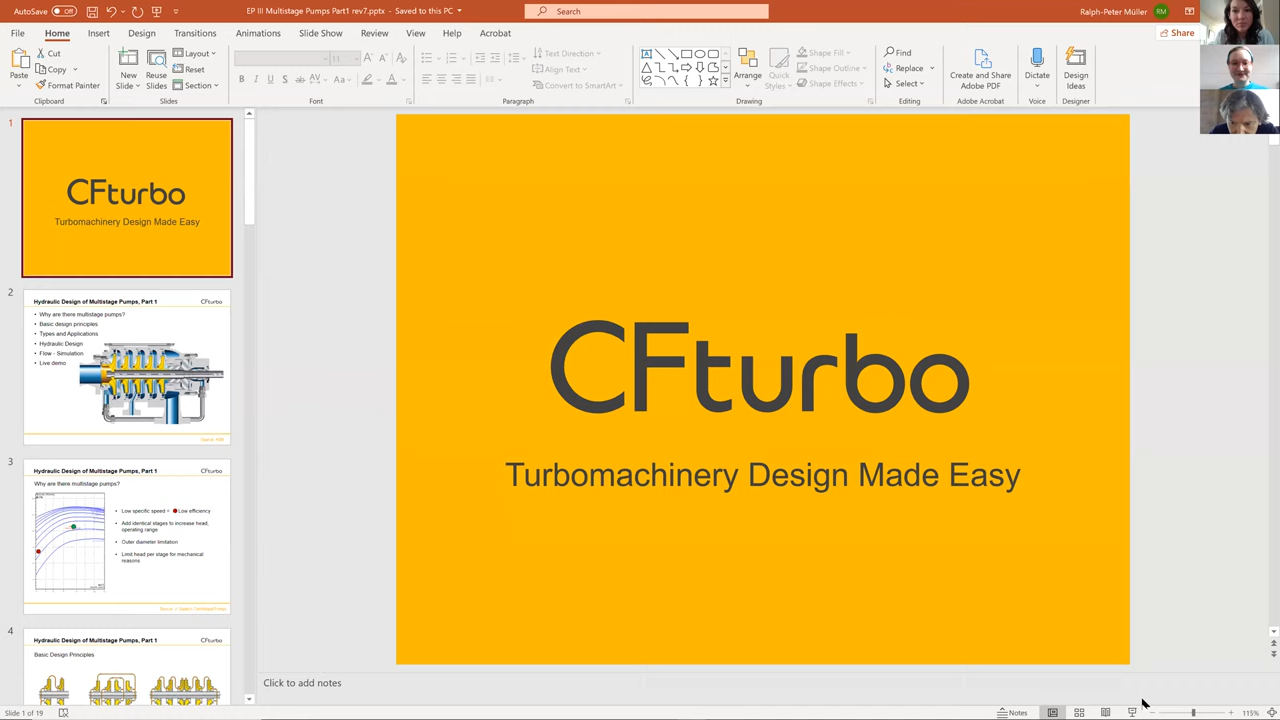 AutoSave Off
EP III Multistage Pumps Part1 rev7.pptx - Saved to this PC
Search
Ralph-Peter Müller RM
File Home Insert Design Transitions Animations Slide Show Review View Help Acrobat
Share
Paste
Cut
Copy
Format Painter
Clipboard
New Slide
Reuse Slides
Layout
Reset
Section
Slides
11
Font
Paragraph
Text Direction
Align Text
Convert to SmartArt
Arrange
Quick Styles
Shape Fill
Shape Outline
Shape Effects
Drawing
Find
Replace
Select
Editing
Create and Share Adobe PDF
Adobe Acrobat
Dictate
Voice
Design Ideas
Designer
1
CFturbo
Turbomachinery Design Made Easy
2
Hydraulic Design of Multistage Pumps, Part 1
CFturbo
• Why are there multistage pumps?
• Basic design principles
• Types and Applications
• Hydraulic Design
• Flow - Simulation
• Live demo
3
Hydraulic Design of Multistage Pumps, Part 1
CFturbo
Why are there multistage pumps?
• Low specific speed = Low efficiency
• Add identical stages to increase head,
operating range
• Outer diameter limitation
• Limit head per stage for mechanical
reasons
4
Hydraulic Design of Multistage Pumps, Part 1
CFturbo
Basic Design Principles
CFturbo
Turbomachinery Design Made Easy
Click to add notes
Slide 1 of 19
Notes
115%